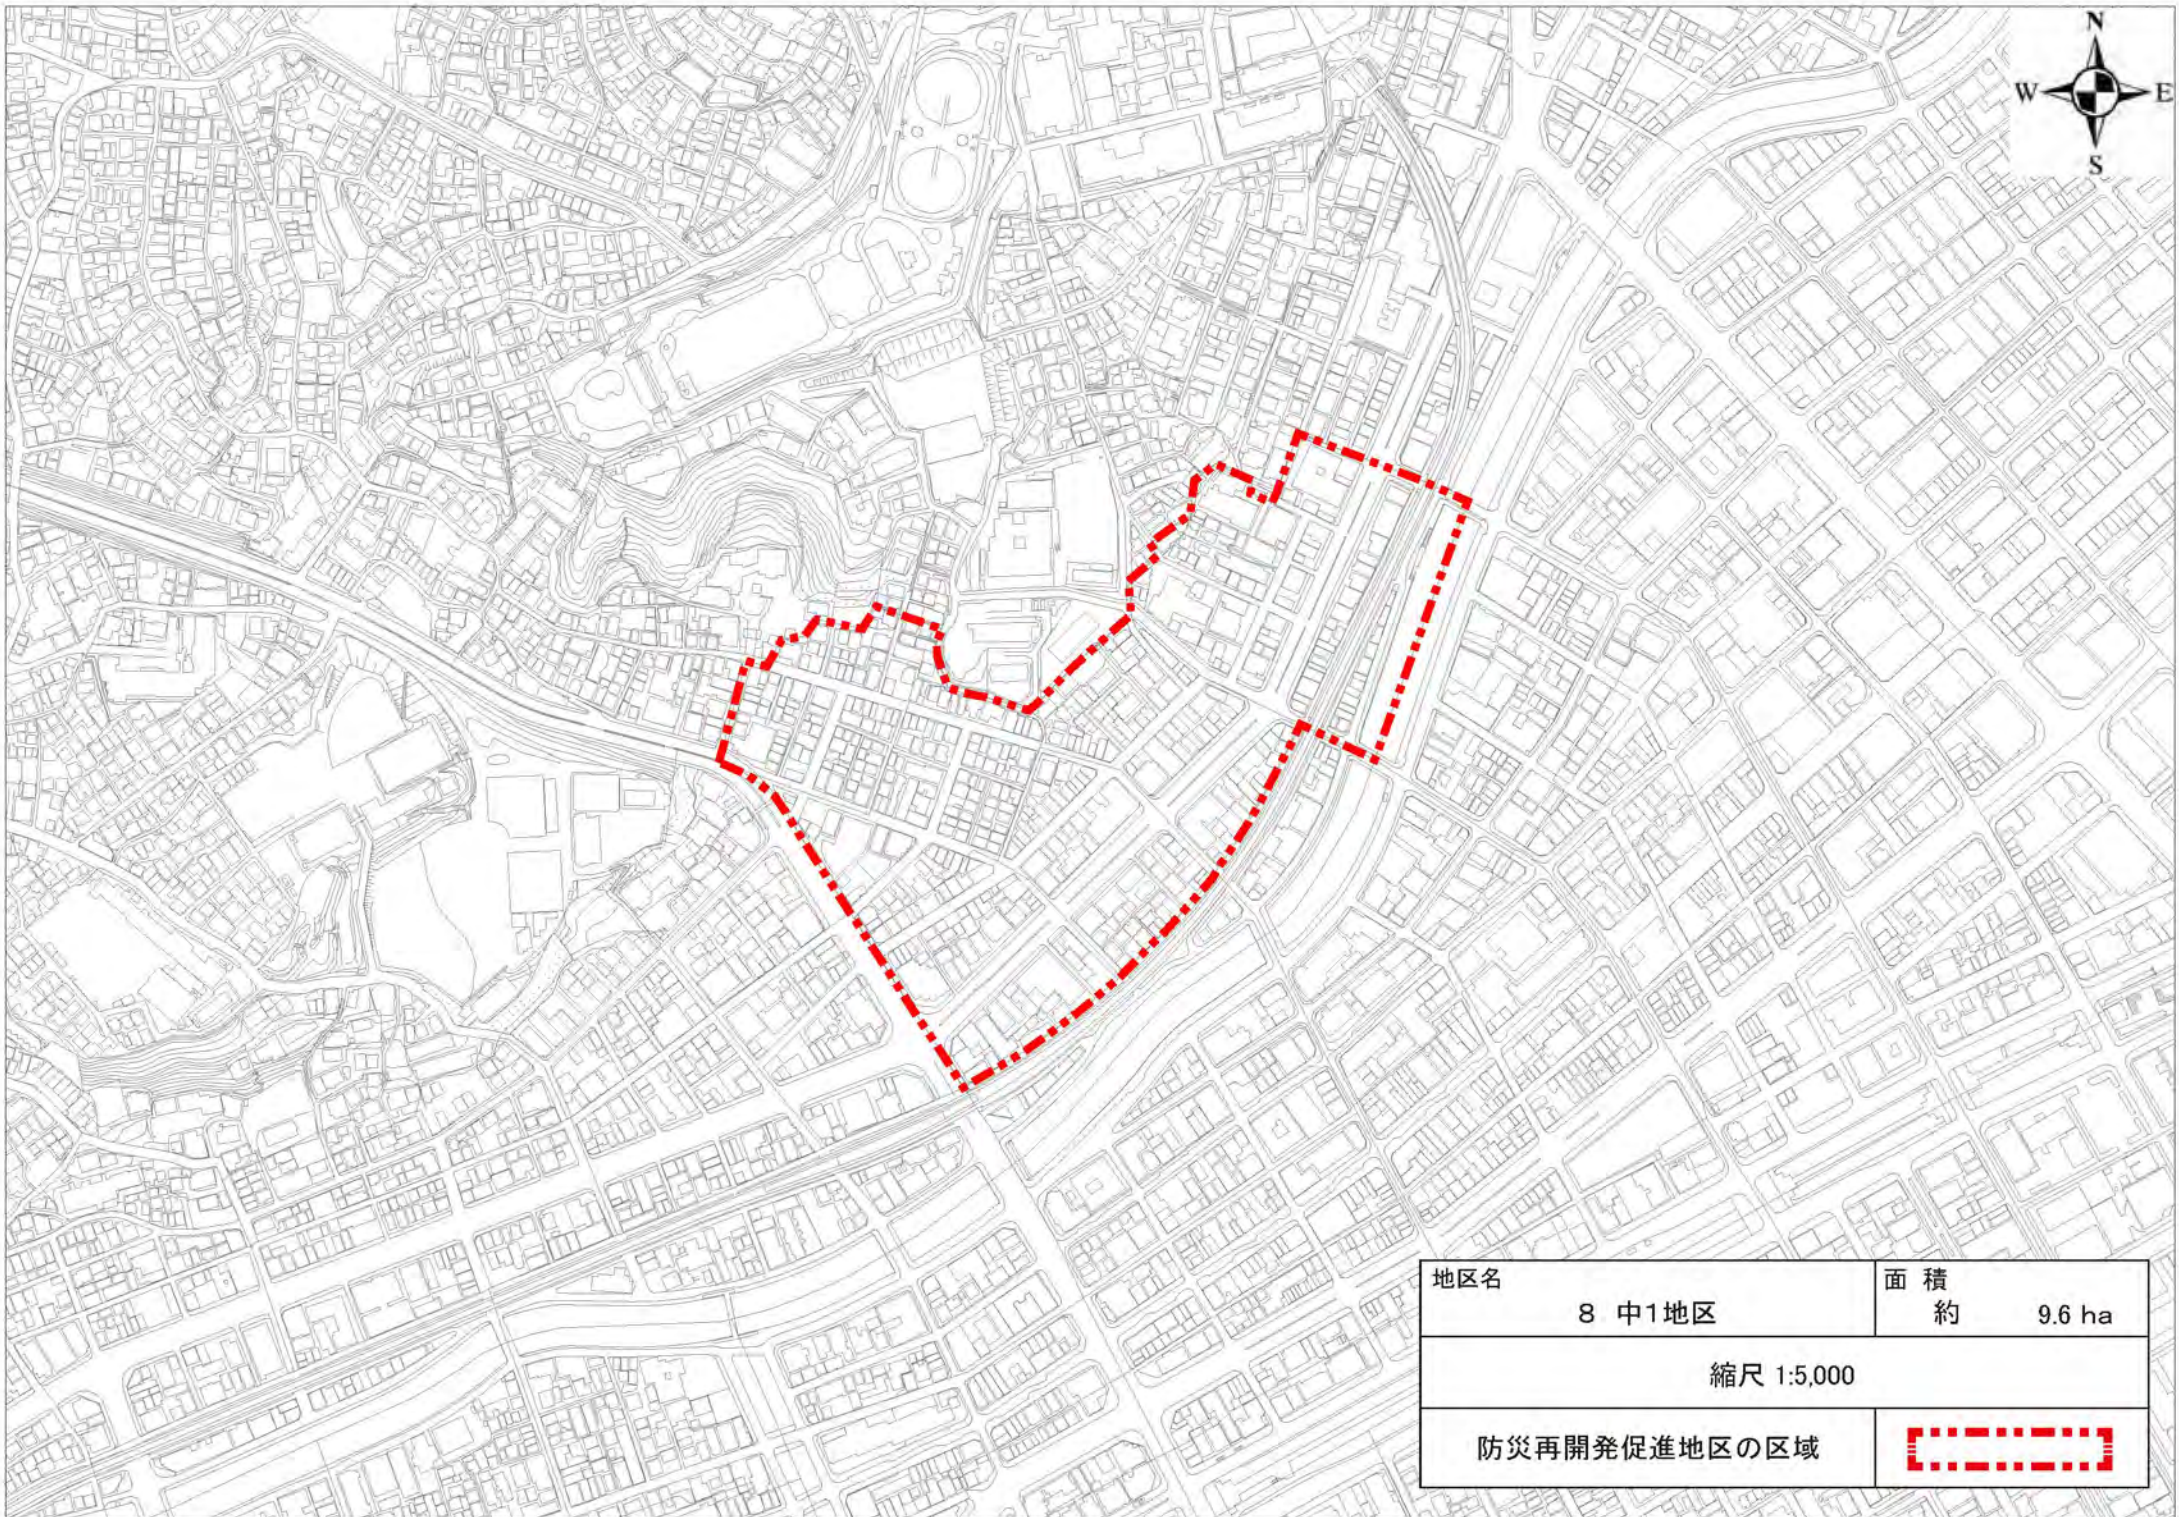 N
W E
S
地区名
8 中1地区
面 積
約 9.6 ha
縮尺 1:5,000
防災再開発促進地区の区域